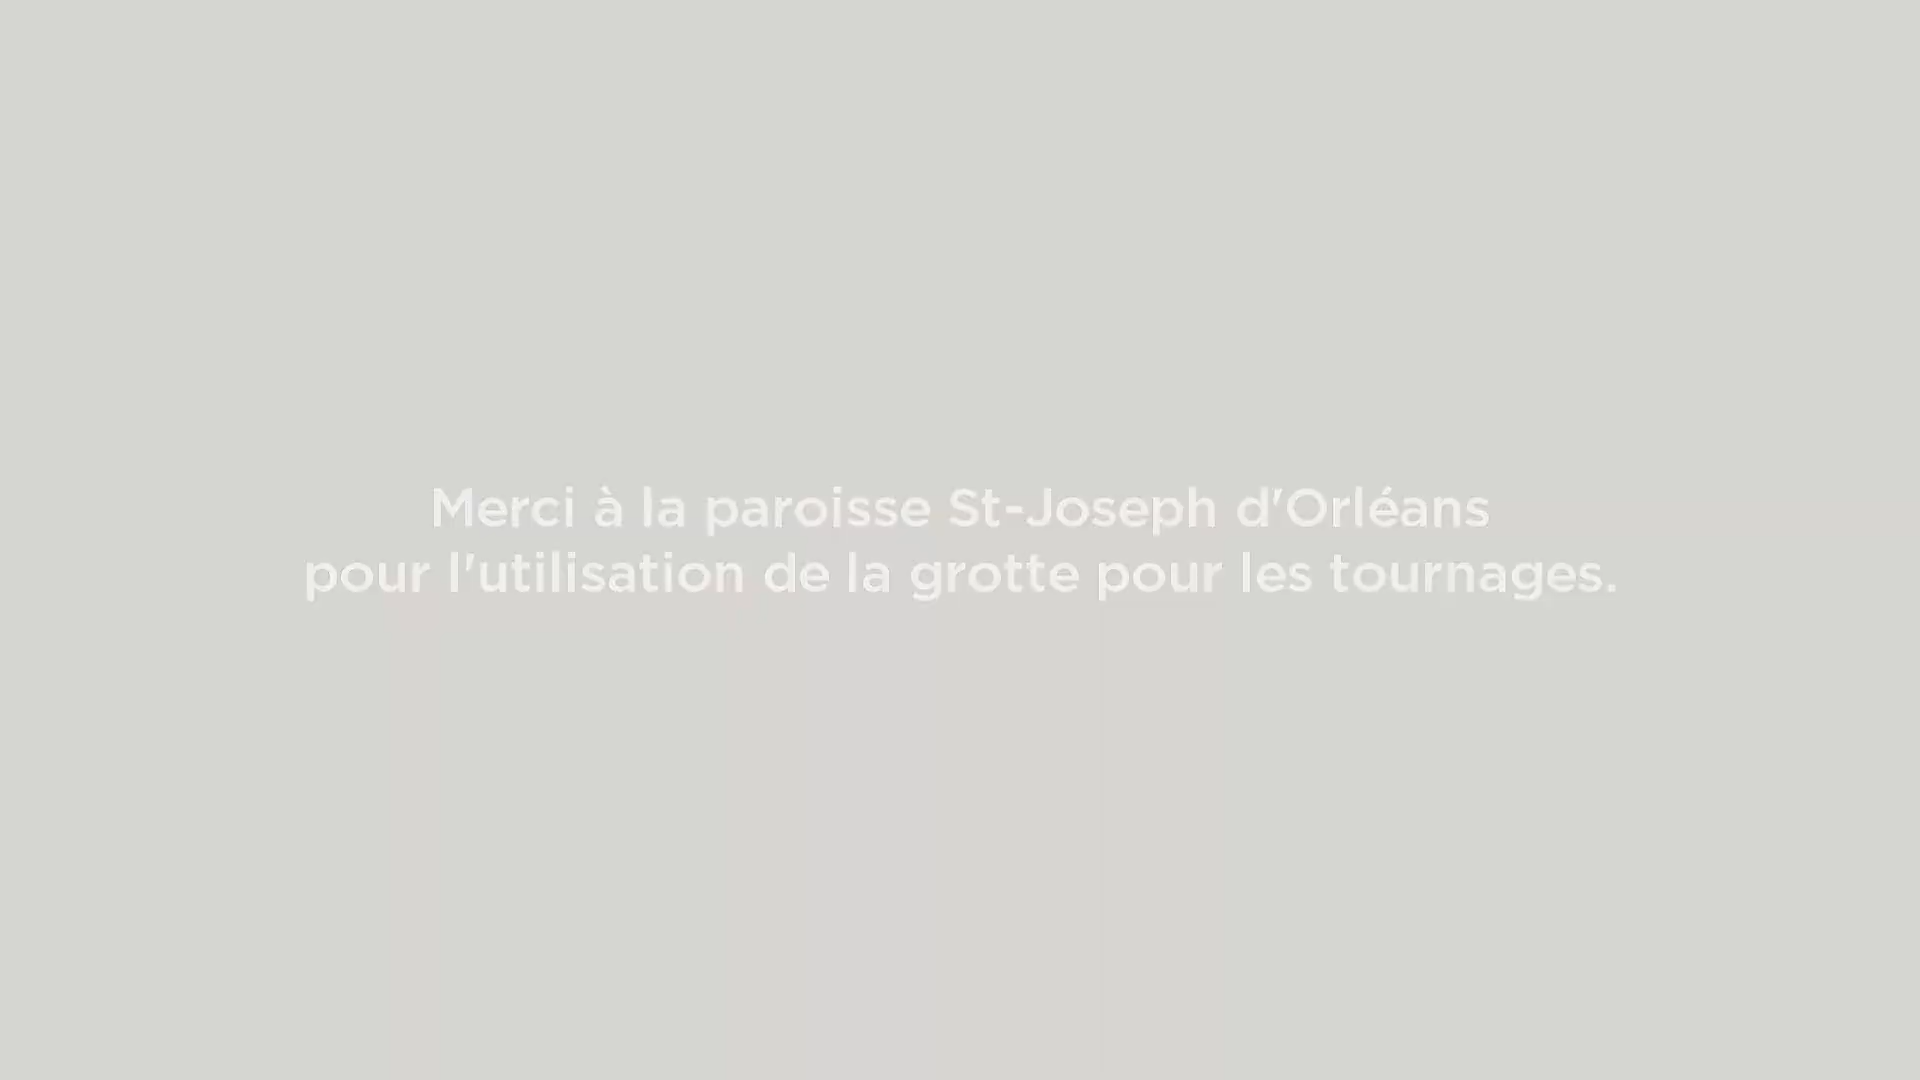 Merci à la paroisse St-Joseph d'Orléans
pour l'utilisation de la grotte pour les tournages.